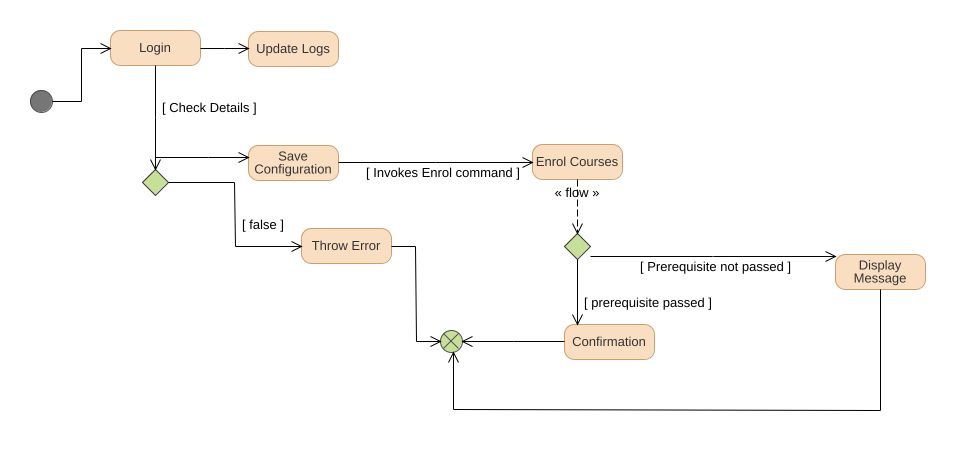 Login
Update Logs
[ Check Details ]
Save
Configuration
[ Invokes Enrol command ]
Enrol Courses
« flow »
[ false ]
Throw Error
[ Prerequisite not passed ]
Display
Message
[ prerequisite passed ]
Confirmation